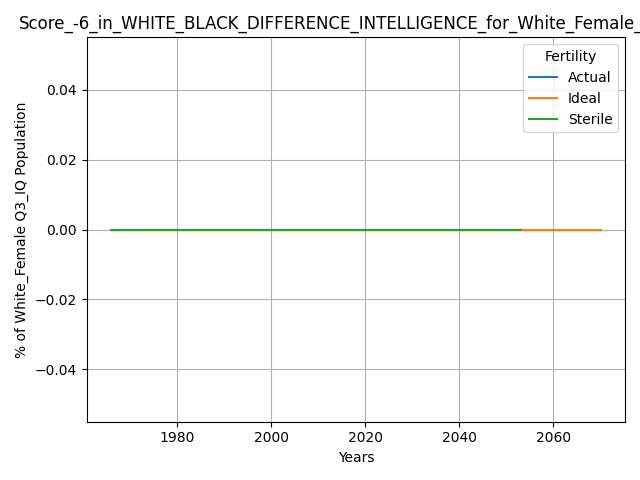 Score_-6_in_WHITE_BLACK_DIFFERENCE_INTELLIGENCE_for_White_Female_
Fertility
Actual
Ideal
Sterile
% of White_Female Q3_IQ Population
0.04
0.02
0.00
−0.02
−0.04
1980 2000 2020 2040 2060
Years